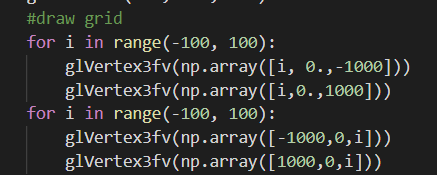 #draw grid
for i in range(-100, 100):
    glVertex3fv(np.array([i, 0.,-1000]))
    glVertex3fv(np.array([i,0.,1000]))
for i in range(-100, 100):
    glVertex3fv(np.array([-1000,0,i]))
    glVertex3fv(np.array([1000,0,i]))